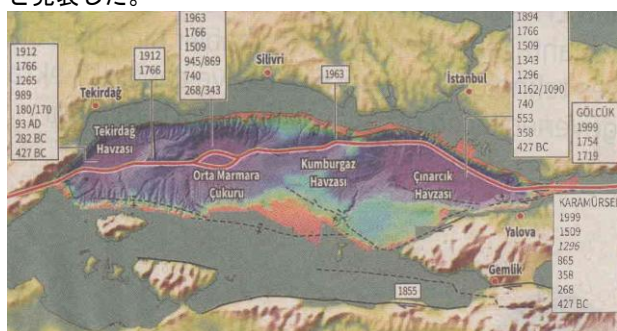 と発表した。
1912
1766
1265
989
180/170
93 AD
282 BC
427 BC
1912
1766
1963
1766
1509
945/869
740
268/343
1963
1894
1766
1509
1343
1296
1162/1090
740
553
358
427 BC
GÖLCÜK
1999
1754
1719
KARAMÜRSEL
1999
1509
1296
865
358
268
427 BC
Silivri
İstanbul
Tekirdağ
Tekirdağ
Havzası
Orta Marmara
Çukuru
Kumburgaz
Havzası
Çınarcık
Havzası
Yalova
Gemlik
1855